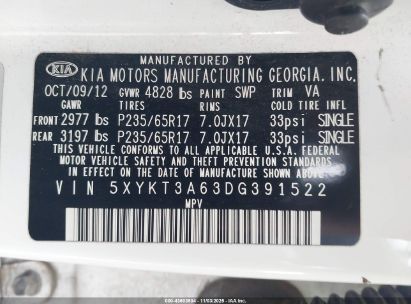 MANUFACTURED BY
KIA KIA MOTORS MANUFACTURING GEORGIA, INC.
OCT/09/12 GVWR 4828 lbs PAINT SWP TRIM VA
GAWR TIRES RIMS COLD TIRE INFL
FRONT 2977 lbs P235/65R17 7.0JX17 33psi SINGLE
REAR 3197 lbs P235/65R17 7.0JX17 33psi SINGLE
THIS VEHICLE CONFORMS TO ALL APPLICABLE U.S.A. FEDERAL
MOTOR VEHICLE SAFETY AND THEFT PREVENTION STANDARDS
IN EFFECT ON THE DATE OF MANUFACTURE SHOWN ABOVE.
VIN 5XYKT3A63DG391522
MPV